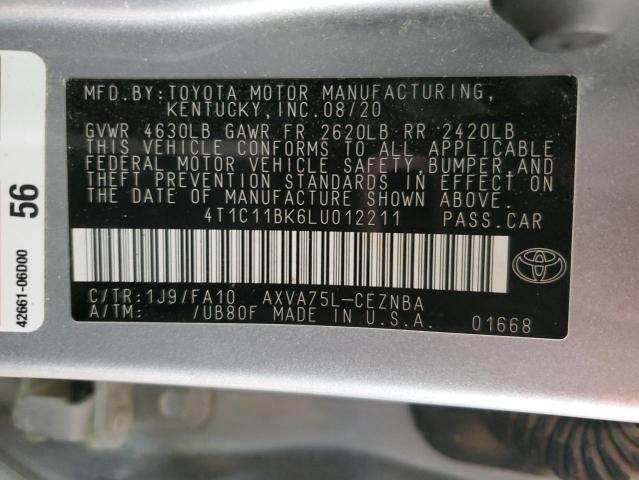 MFD.BY:TOYOTA MOTOR MANUFACTURING,
KENTUCKY,INC.08/20
GVWR 4630LB GAWR FR 2620LB RR 2420LB
THIS VEHICLE CONFORMS TO ALL APPLICABLE
FEDERAL MOTOR VEHICLE SAFETY,BUMPER,AND
THEFT PREVENTION STANDARDS IN EFFECT ON
THE DATE OF MANUFACTURE SHOWN ABOVE.
4T1C11BK6LU012211 PASS.CAR
C/TR:1J9/FA10 AXVA75L-CEZNBA
A/TM: /UB80F MADE IN U.S.A. 01668
42661-06D00
56